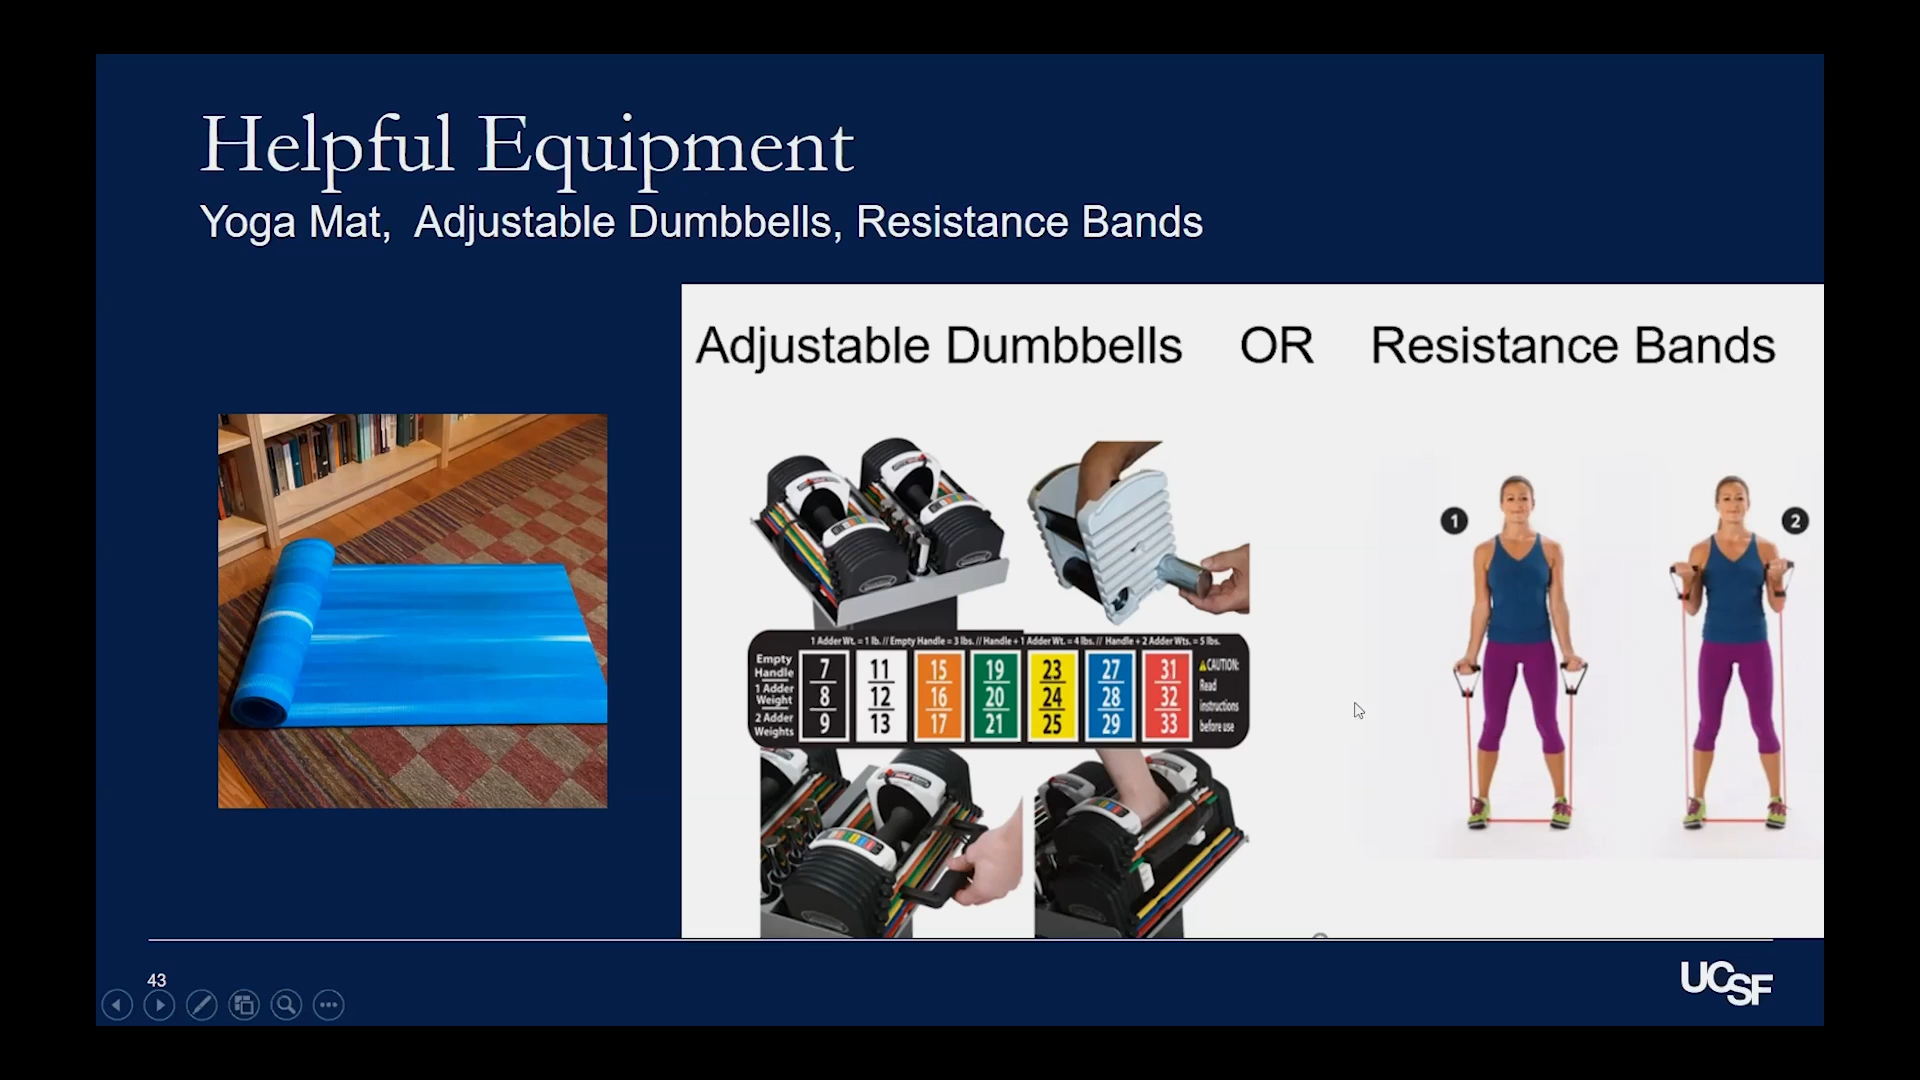 Helpful Equipment
Yoga Mat, Adjustable Dumbbells, Resistance Bands
Adjustable Dumbbells OR Resistance Bands
1 2
1 Adder Wt. = 1 lb. // Empty Handle = 3 lbs. // Handle + 1 Adder Wt. = 4 lbs. // Handle + 2 Adder Wts. = 5 lbs.
Empty Handle 7 11 15 19 23 27 31
1 Adder Weight 8 12 16 20 24 28 32
2 Adder Weights 9 13 17 21 25 29 33
CAUTION:
Read
instructions
before use
43
UCSF